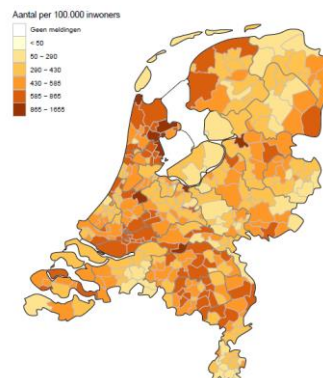 Aantal per 100.000 inwoners
Geen meldingen
< 50
50 – 290
290 – 430
430 – 585
585 – 865
865 – 1655